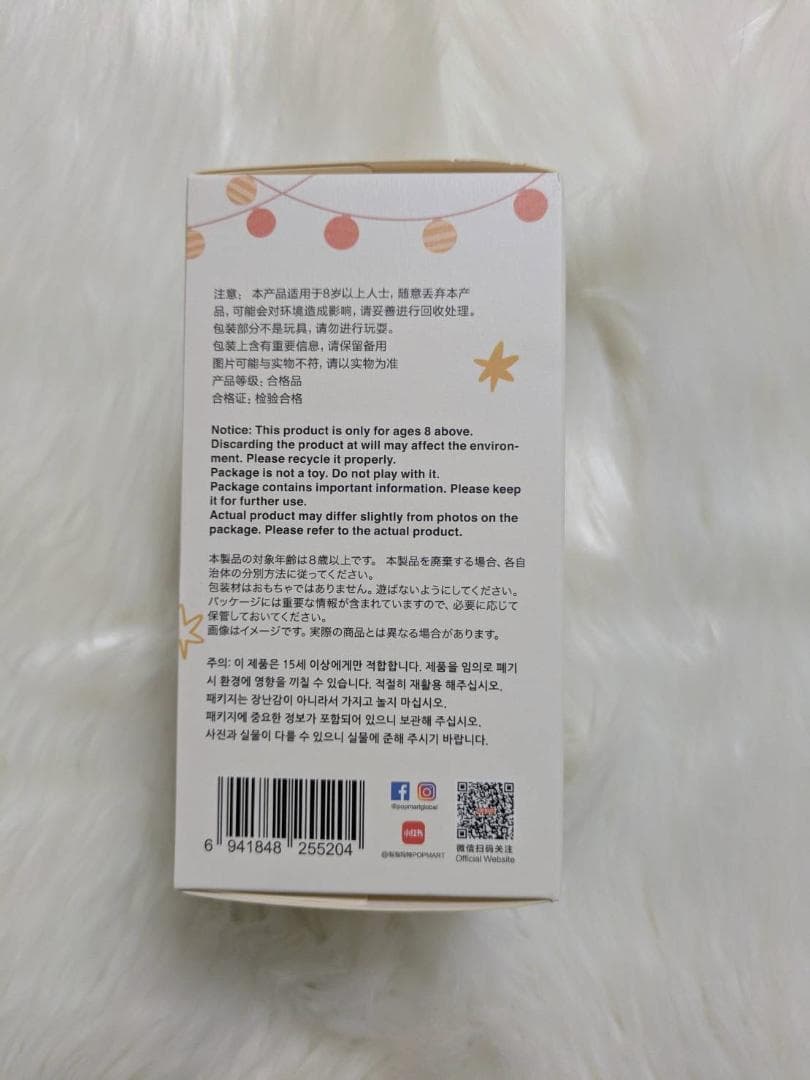 注意： 本产品适用于8岁以上人士, 随意丢弃本产
品, 可能会对环境造成影响, 请妥善进行回收处理。
包装部分不是玩具, 请勿进行玩耍。
包装上含有重要信息, 请保留备用
图片可能与实物不符, 请以实物为准
产品等级: 合格品
合格证: 检验合格
Notice: This product is only for ages 8 above.
Discarding the product at will may affect the environ-
ment. Please recycle it properly.
Package is not a toy. Do not play with it.
Package contains important information. Please keep
it for further use.
Actual product may differ slightly from photos on the
package. Please refer to the actual product.
本製品の対象年齢は8歳以上です。 本製品を廃棄する場合、各自
治体の分別方法に従ってください。
包装材はおもちゃではありません。遊ばないようにしてください。
パッケージには重要な情報が含まれていますので、必要に応じて
保管しておいてください。
画像はイメージです。実際の商品とは異なる場合があります。
주의: 이 제품은 15세 이상에게만 적합합니다. 제품을 임의로 폐기
시 환경에 영향을 끼칠 수 있습니다. 적절히 재활용 해주십시오.
패키지는 장난감이 아니라서 가지고 놀지 마십시오.
패키지에 중요한 정보가 포함되어 있으니 보관해 주십시오.
사진과 실물이 다를 수 있으니 실물에 준해 주시기 바랍니다.
6 941848 255204
@popmartglobal
小红书
POPMART
微信扫码关注
Official Website